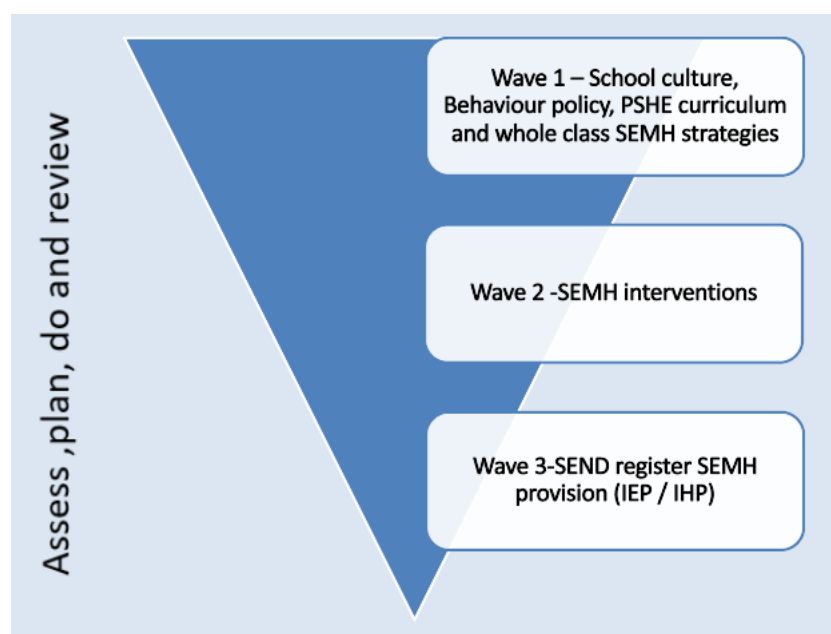 Assess ,plan, do and review
Wave 1 – School culture,
Behaviour policy, PSHE curriculum
and whole class SEMH strategies
Wave 2 -SEMH interventions
Wave 3-SEND register SEMH
provision (IEP / IHP)